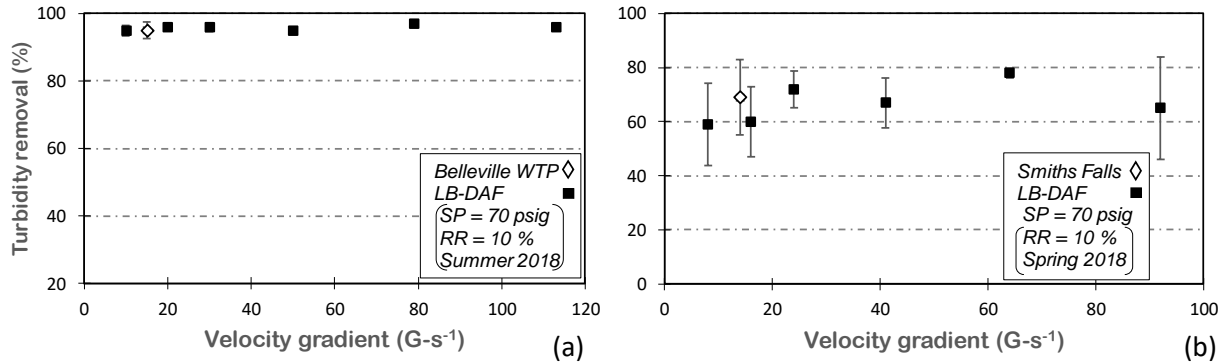 Turbidity removal (%)
100
80
60
40
20
0
20
40
60
80
100
120
Belleville WTP
LB-DAF
SP = 70 psig
RR = 10 %
Summer 2018
Velocity gradient (G-s⁻¹)
(a)
100
80
60
40
20
0
0
20
40
60
80
100
Smiths Falls
LB-DAF
SP = 70 psig
RR = 10 %
Spring 2018
Velocity gradient (G-s⁻¹)
(b)